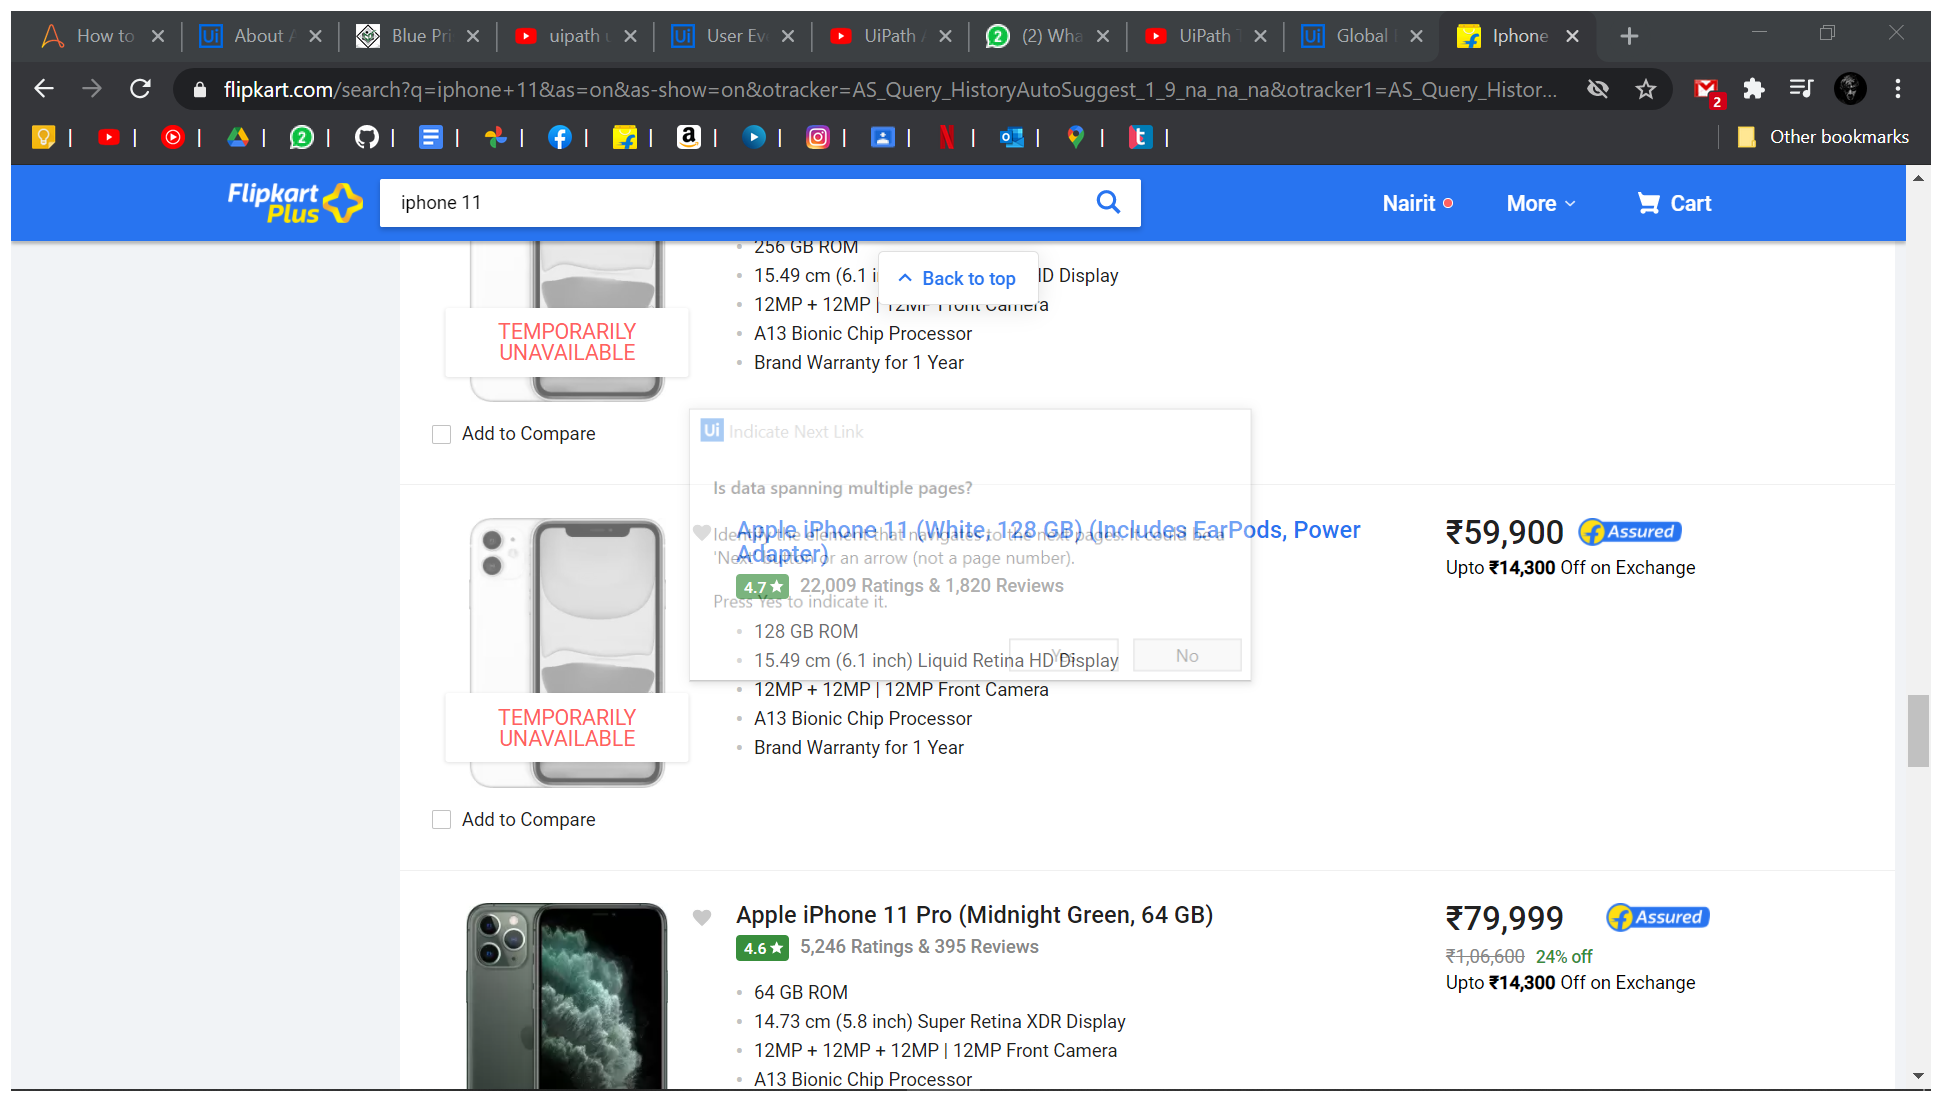 How to
About A
Blue Pri
uipath u
User Eve
UiPath A
(2) Wha
UiPath T
Global
Iphone
flipkart.com/search?q=iphone+11&as=on&as-show=on&otracker=AS_Query_HistoryAutoSuggest_1_9_na_na_na&otracker1=AS_Query_Histor...
2
2
Other bookmarks
Flipkart
Plus
iphone 11
Nairit
More
Cart
256 GB ROM
15.49 cm (6.1 i
HD Display
Back to top
12MP + 12MP | 12MP Front Camera
TEMPORARILY
UNAVAILABLE
A13 Bionic Chip Processor
Brand Warranty for 1 Year
Add to Compare
Ui Indicate Next Link
Is data spanning multiple pages?
Identify the element that navigates to the next pages. It could be a
'Next' button or an arrow (not a page number).
Press Yes to indicate it.
Yes
No
Apple iPhone 11 (White, 128 GB) (Includes EarPods, Power
Adapter)
4.7★ 22,009 Ratings & 1,820 Reviews
128 GB ROM
15.49 cm (6.1 inch) Liquid Retina HD Display
12MP + 12MP | 12MP Front Camera
A13 Bionic Chip Processor
Brand Warranty for 1 Year
₹59,900
Assured
Upto ₹14,300 Off on Exchange
TEMPORARILY
UNAVAILABLE
Add to Compare
Apple iPhone 11 Pro (Midnight Green, 64 GB)
4.6★ 5,246 Ratings & 395 Reviews
64 GB ROM
14.73 cm (5.8 inch) Super Retina XDR Display
12MP + 12MP + 12MP | 12MP Front Camera
A13 Bionic Chip Processor
₹79,999
Assured
₹1,06,600 24% off
Upto ₹14,300 Off on Exchange